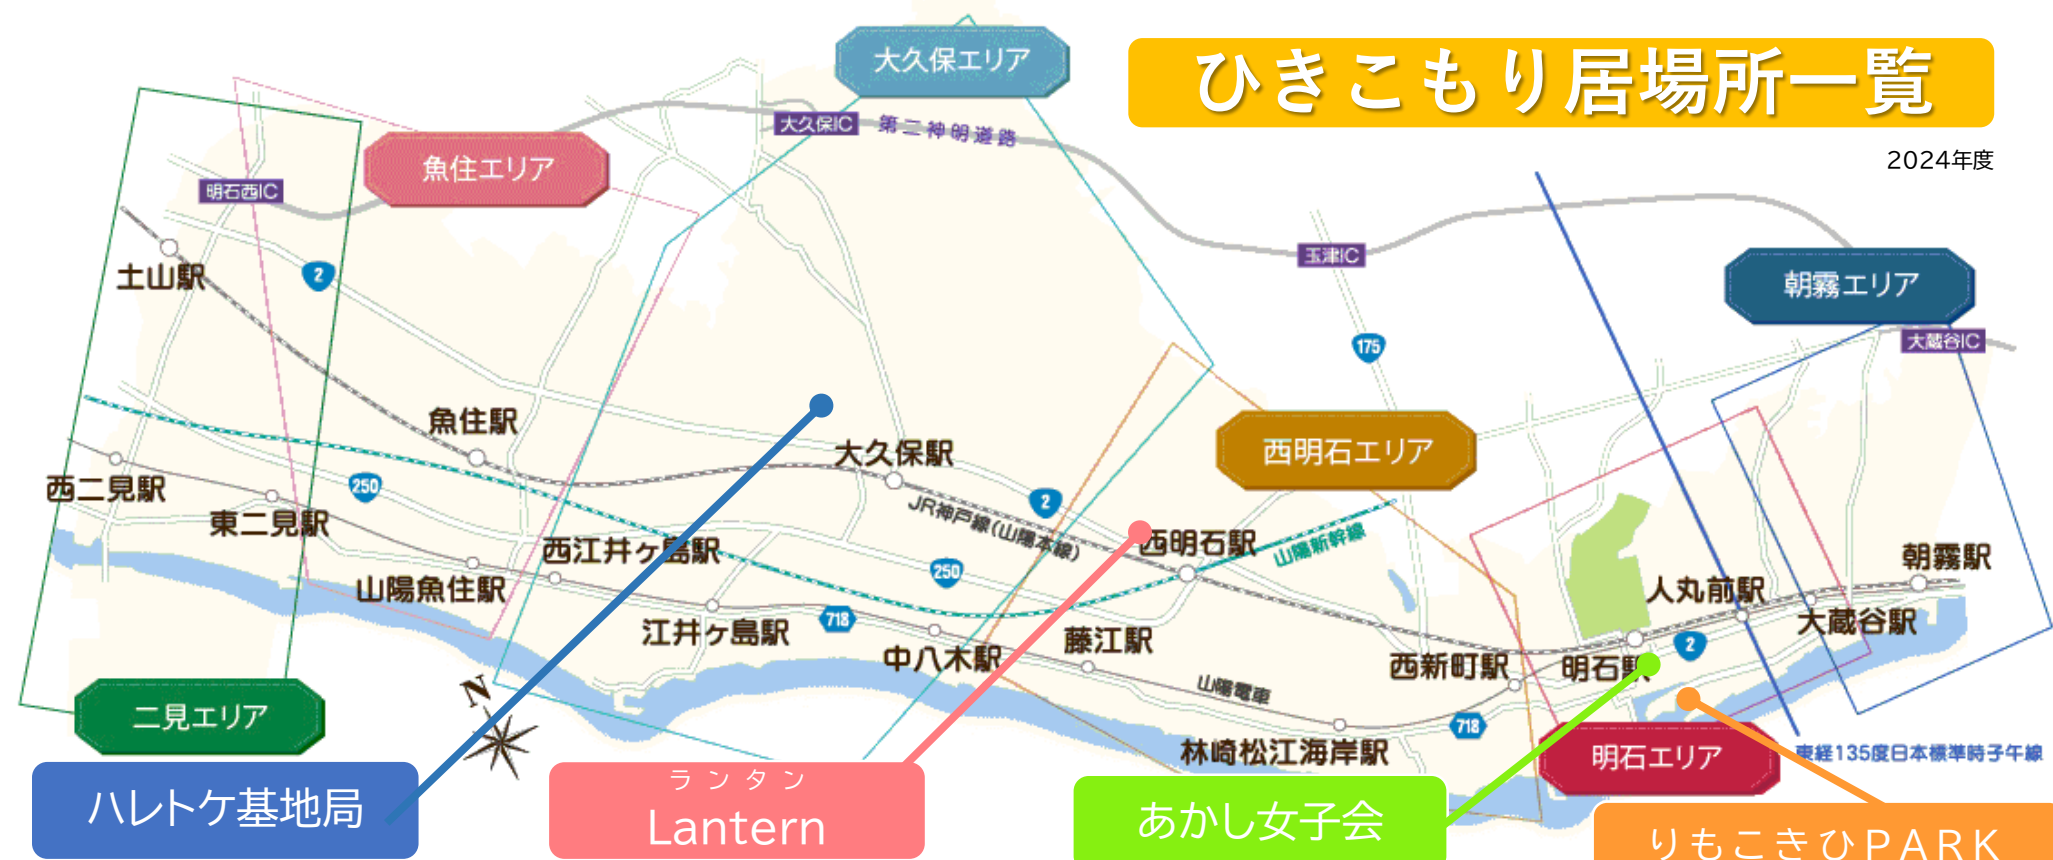 大久保エリア
ひきこもり居場所一覧
2024年度
大久保IC
第二神明道路
魚住エリア
明石西IC
玉津IC
土山駅
2
朝霧エリア
大蔵谷IC
175
魚住駅
大久保駅
西明石エリア
西二見駅
250
東二見駅
2
JR神戸線(山陽本線)
西明石駅
山陽新幹線
西江井ヶ島駅
山陽魚住駅
250
朝霧駅
人丸前駅
江井ヶ島駅
718
藤江駅
大蔵谷駅
中八木駅
西新町駅
明石駅
2
N
山陽電車
二見エリア
718
林崎松江海岸駅
明石エリア
東経135度日本標準時子午線
ハレトケ基地局
ランタン
Lantern
あかし女子会
りもこきひPARK